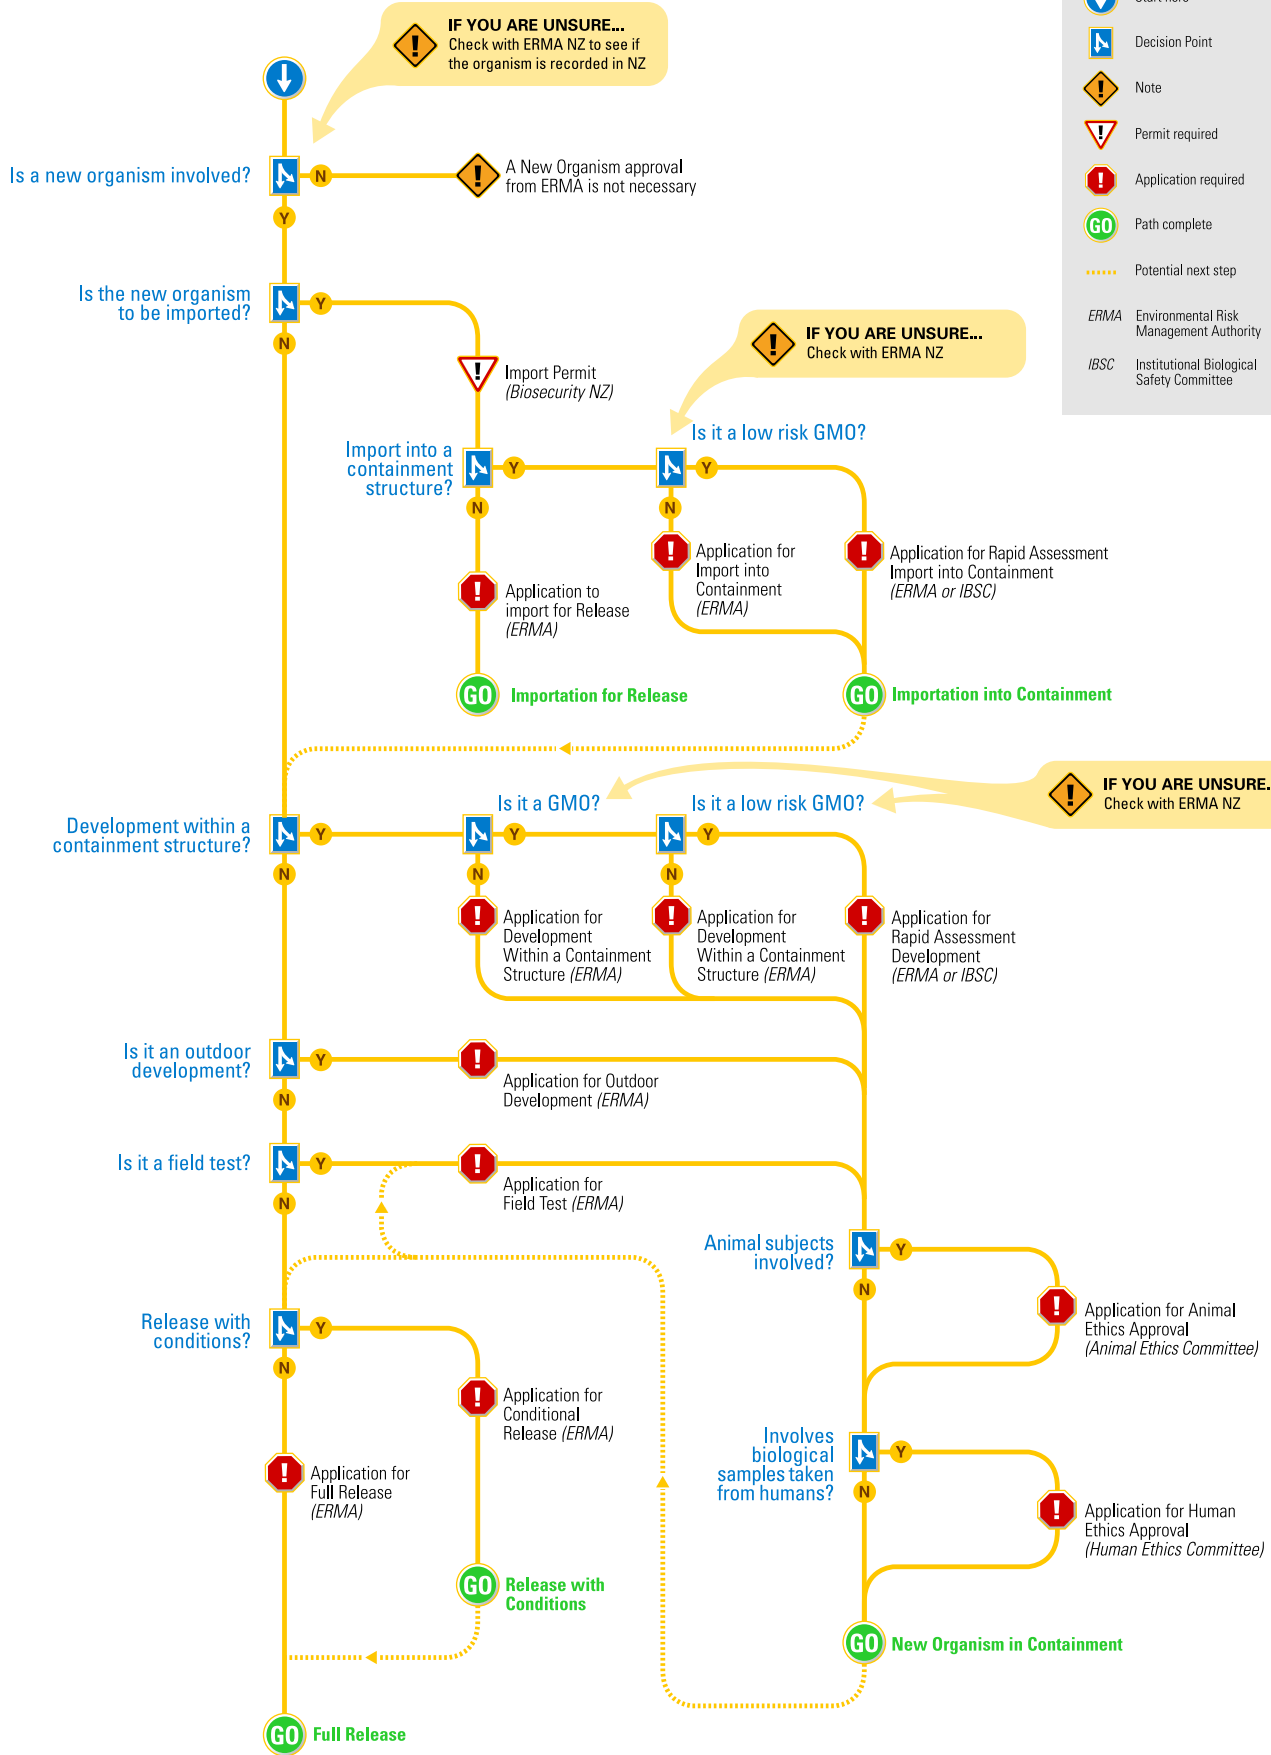 IF YOU ARE UNSURE...
Check with ERMA NZ to see if
the organism is recorded in NZ
Start here
Decision Point
Note
Permit required
Application required
GO
Path complete
Potential next step
ERMA Environmental Risk
Management Authority
IBSC Institutional Biological
Safety Committee
Is a new organism involved?
N
A New Organism approval
from ERMA is not necessary
Y
Is the new organism
to be imported?
Y
N
Import Permit
(Biosecurity NZ)
IF YOU ARE UNSURE...
Check with ERMA NZ
Import into a
containment
structure?
Y
N
Is it a low risk GMO?
Y
N
Application to
import for Release
(ERMA)
Application for
Import into
Containment
(ERMA)
Application for Rapid Assessment
Import into Containment
(ERMA or IBSC)
GO Importation for Release
GO Importation into Containment
IF YOU ARE UNSURE.
Check with ERMA NZ
Development within a
containment structure?
Y
N
Is it a GMO?
Y
N
Is it a low risk GMO?
Y
N
Application for
Development
Within a Containment
Structure (ERMA)
Application for
Development
Within a Containment
Structure (ERMA)
Application for
Rapid Assessment
Development
(ERMA or IBSC)
Is it an outdoor
development?
Y
N
Application for Outdoor
Development (ERMA)
Is it a field test?
Y
N
Application for
Field Test (ERMA)
Animal subjects
involved?
Y
N
Application for Animal
Ethics Approval
(Animal Ethics Committee)
Release with
conditions?
Y
N
Application for
Conditional
Release (ERMA)
Application for
Full Release
(ERMA)
Involves
biological
samples taken
from humans?
Y
N
Application for Human
Ethics Approval
(Human Ethics Committee)
GO Release with
Conditions
GO New Organism in Containment
GO Full Release